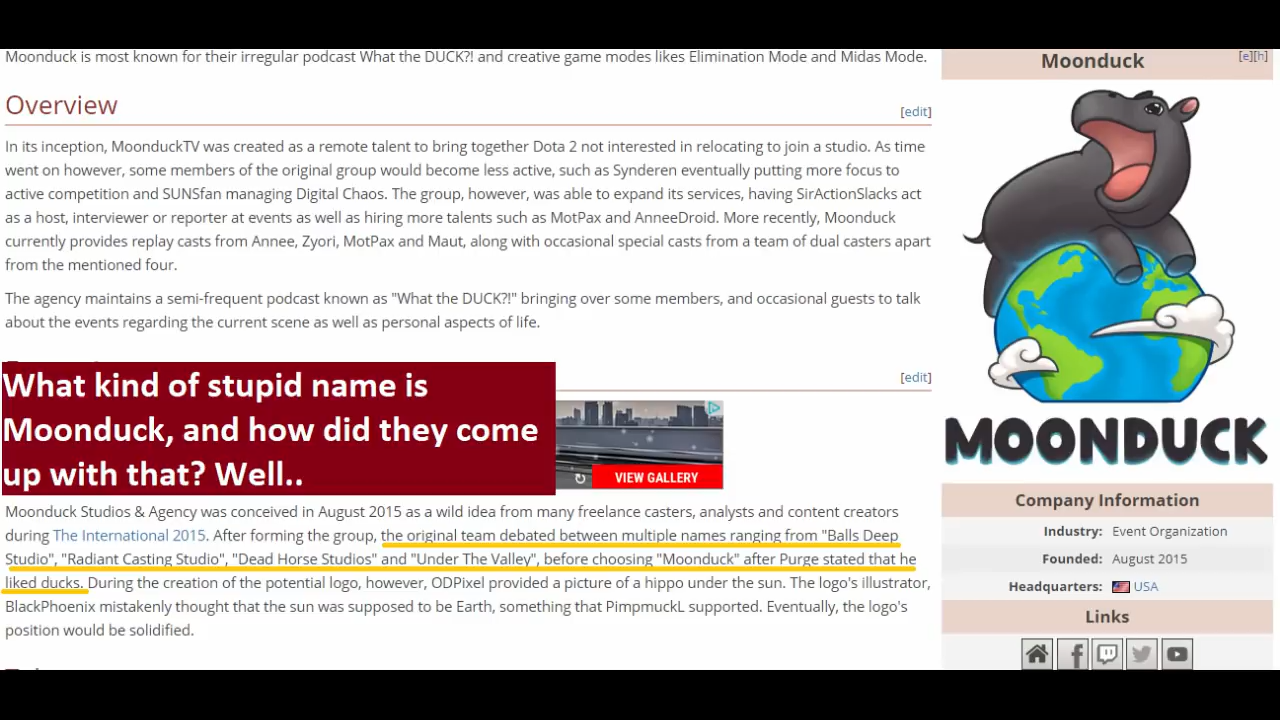 Moonduck is most known for their irregular podcast What the DUCK?! and creative game modes likes Elimination Mode and Midas Mode.
Overview
[edit]
In its inception, MoonduckTV was created as a remote talent to bring together Dota 2 not interested in relocating to join a studio. As time
went on however, some members of the original group would become less active, such as Synderen eventually putting more focus to
active competition and SUNSfan managing Digital Chaos. The group, however, was able to expand its services, having SirActionSlacks act
as a host, interviewer or reporter at events as well as hiring more talents such as MotPax and AnneeDroid. More recently, Moonduck
currently provides replay casts from Annee, Zyori, MotPax and Maut, along with occasional special casts from a team of dual casters apart
from the mentioned four.
The agency maintains a semi-frequent podcast known as "What the DUCK?!" bringing over some members, and occasional guests to talk
about the events regarding the current scene as well as personal aspects of life.
[edit]
What kind of stupid name is
Moonduck, and how did they come
up with that? Well..
VIEW GALLERY
Moonduck Studios & Agency was conceived in August 2015 as a wild idea from many freelance casters, analysts and content creators
during The International 2015. After forming the group, the original team debated between multiple names ranging from "Balls Deep
Studio", "Radiant Casting Studio", "Dead Horse Studios" and "Under The Valley", before choosing "Moonduck" after Purge stated that he
liked ducks. During the creation of the potential logo, however, ODPixel provided a picture of a hippo under the sun. The logo's illustrator,
BlackPhoenix mistakenly thought that the sun was supposed to be Earth, something that PimpmuckL supported. Eventually, the logo's
position would be solidified.
Moonduck
[e][h]
MOONDUCK
Company Information
Industry: Event Organization
Founded: August 2015
Headquarters: USA
Links